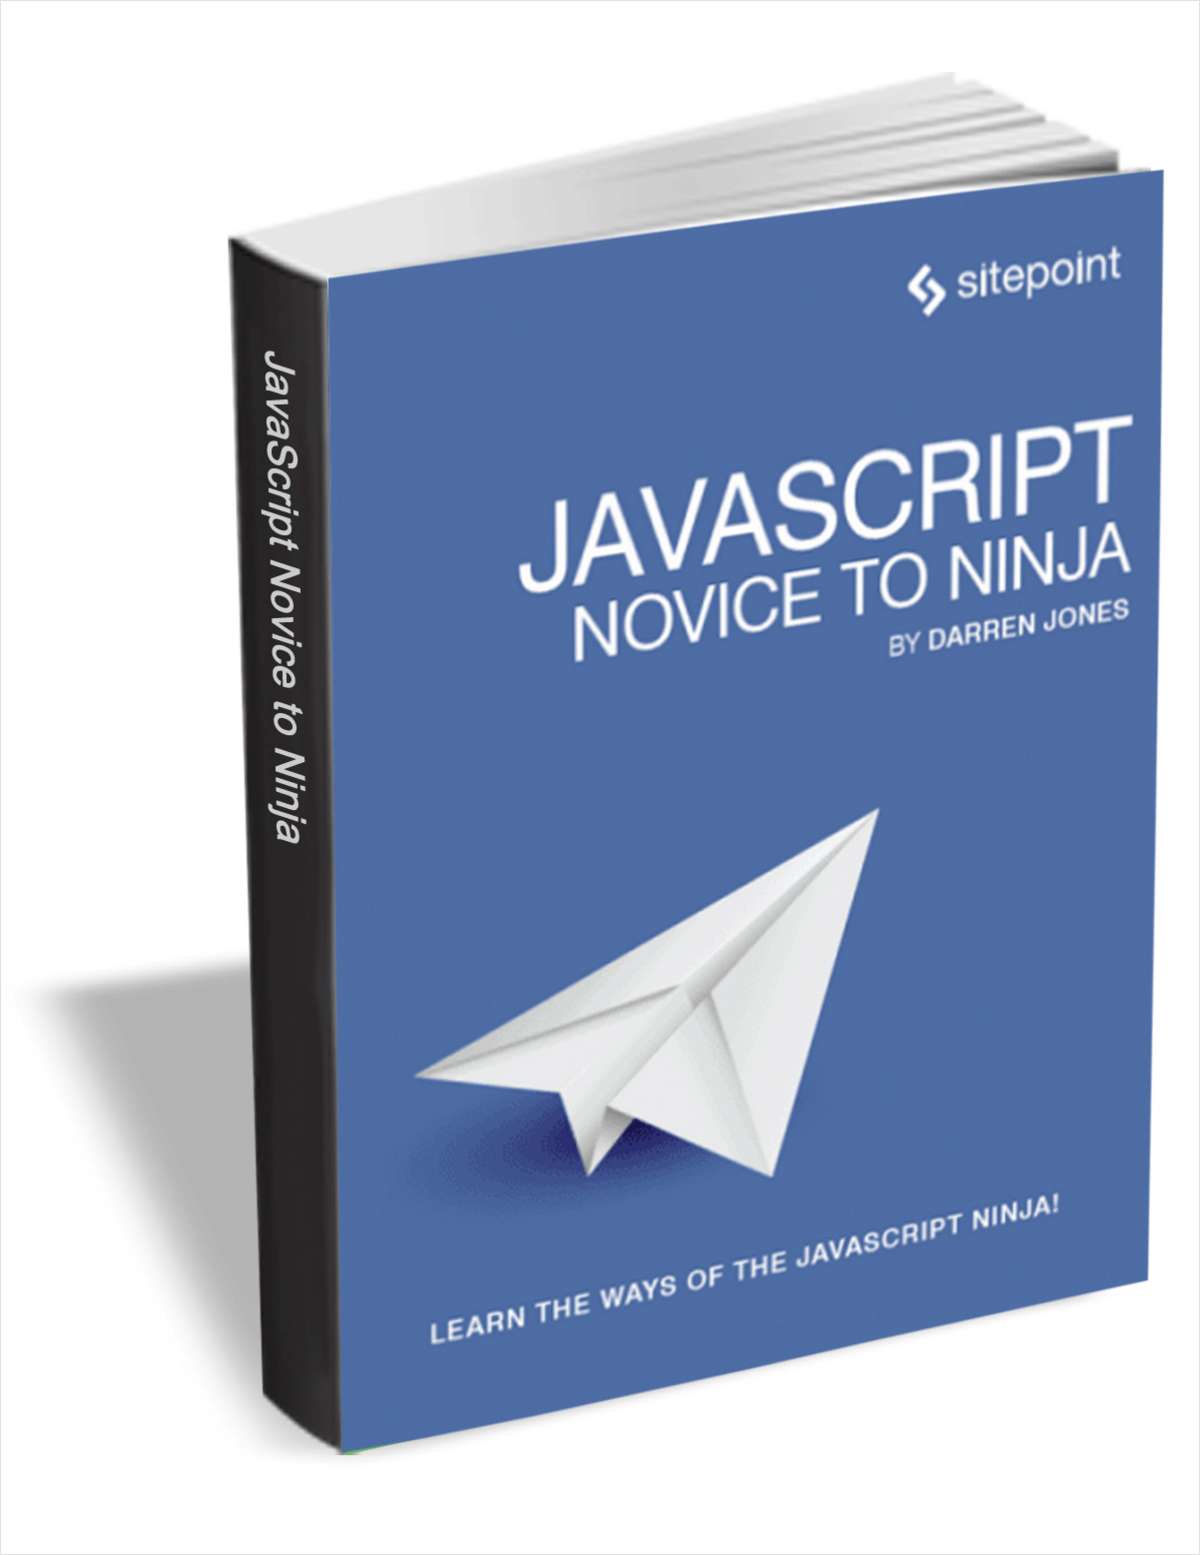 sitepoint
JAVASCRIPT
NOVICE TO NINJA
BY DARREN JONES
LEARN THE WAYS OF THE JAVASCRIPT NINJA!
JavaScript Novice to Ninja